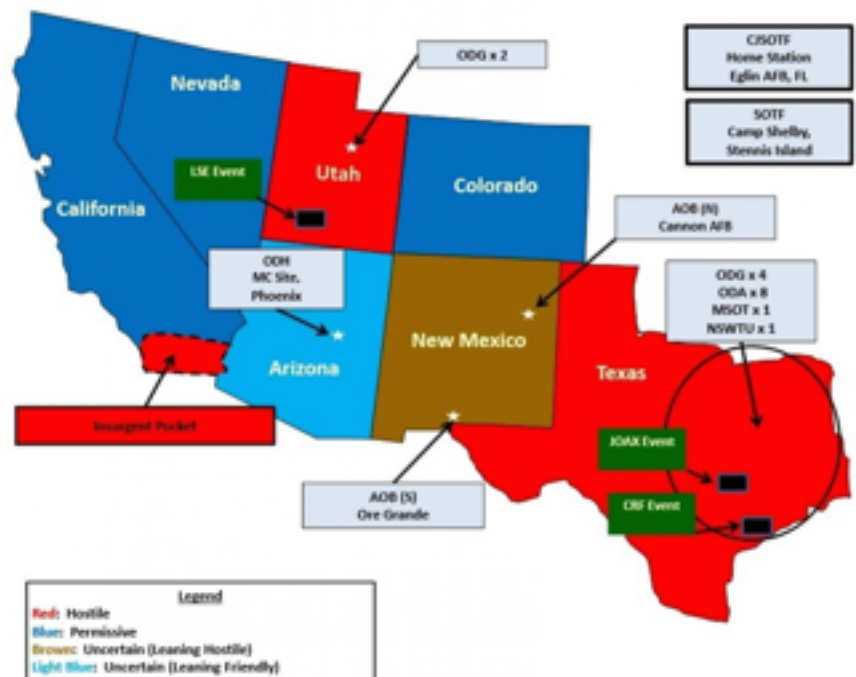 ODG x 2
CJSOTF
Home Station
Eglin AFB, FL
SOTF
Camp Shelby,
Stennis Island
Nevada
LSE Event
Utah
Colorado
California
AOB (N)
Cannon AFB
ODH
MC Site,
Phoenix
ODG x 4
ODA x 8
MSOT x 1
NSWTU x 1
New Mexico
Arizona
Texas
Insurgent Pocket
JOAX Event
AOB (S)
Ore Grande
CRF Event
Legend
Red: Hostile
Blue: Permissive
Brown: Uncertain (Leaning Hostile)
Light Blue: Uncertain (Leaning Friendly)